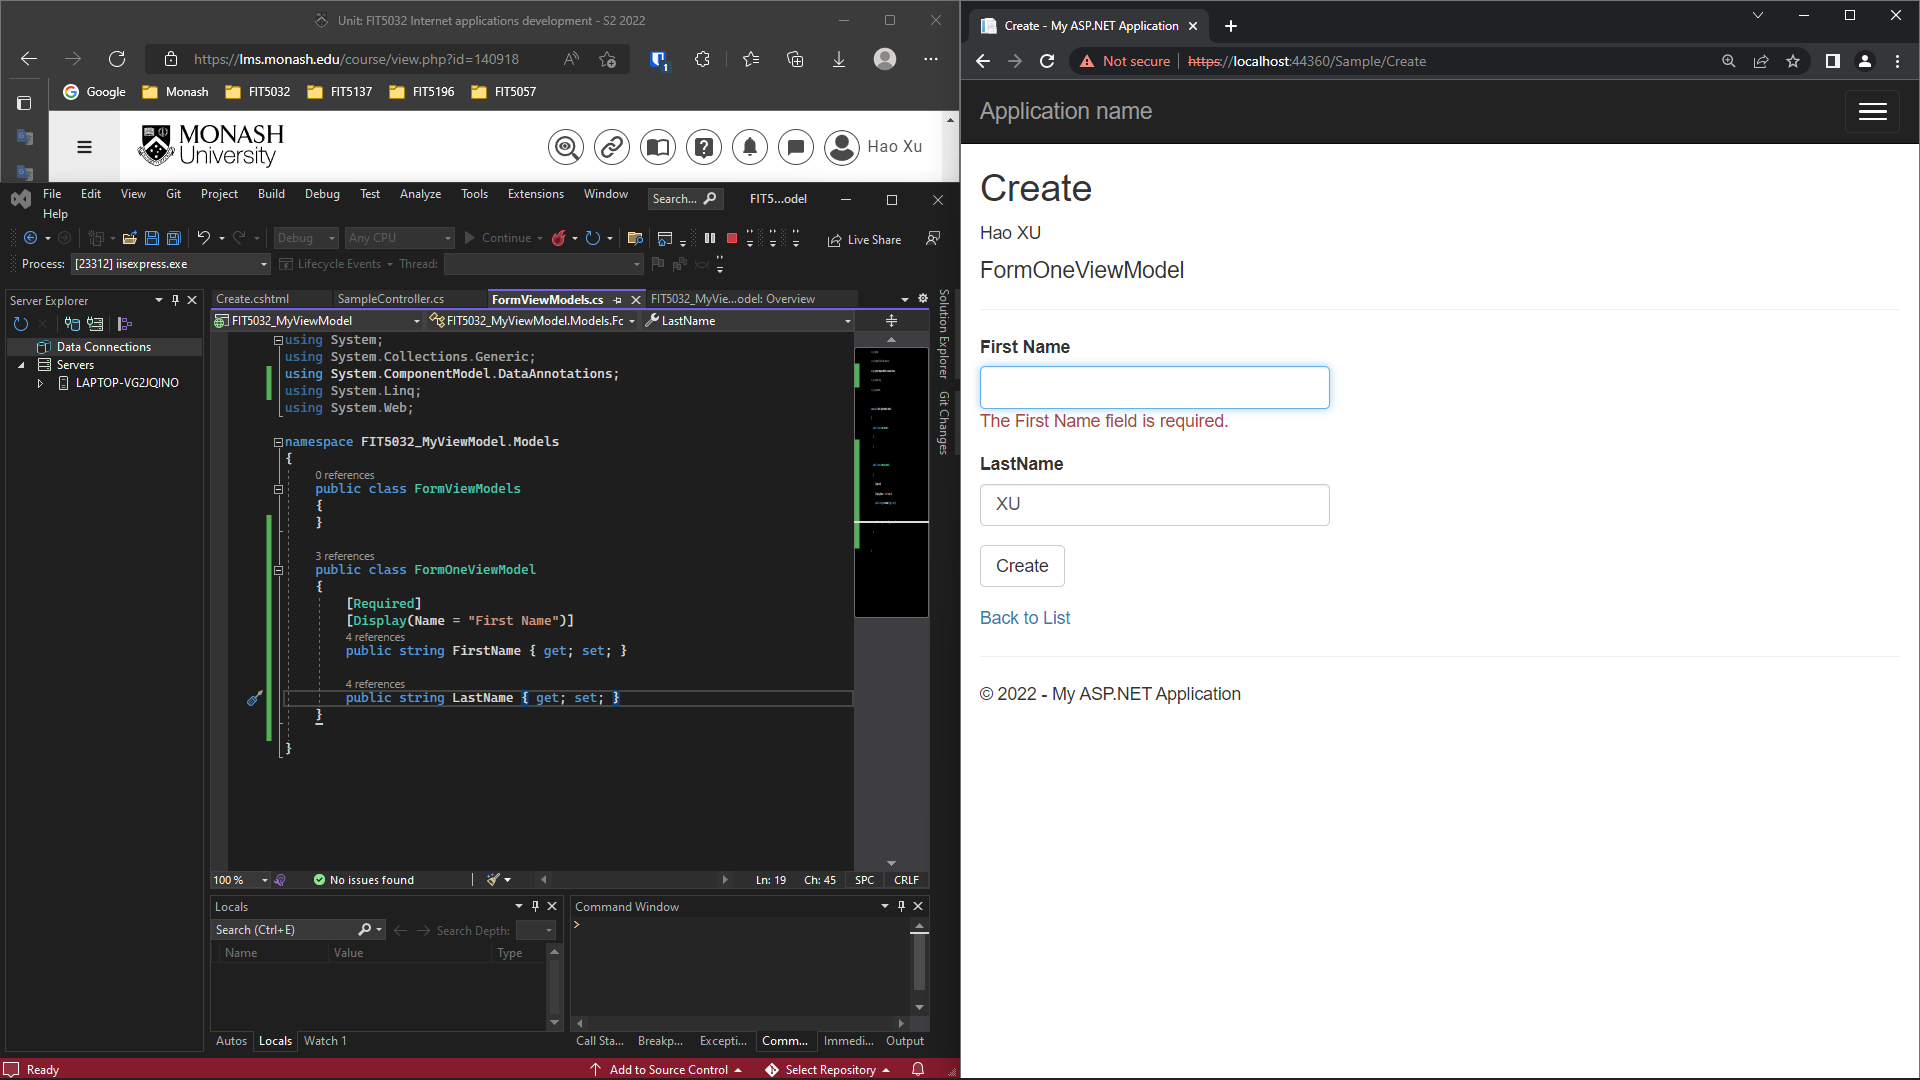 Unit: FIT5032 Internet applications development - S2 2022
https://lms.monash.edu/course/view.php?id=140918
Google Monash FIT5032 FIT5137 FIT5196 FIT5057
MONASH
University
Hao Xu
File Edit View Git Project Build Debug Test Analyze Tools Extensions Window Search... FIT5...odel
Help
Debug Any CPU Continue Live Share
Process: [23312] iisexpress.exe Lifecycle Events Thread:
Server Explorer
Data Connections
Servers
LAPTOP-VG2JQINO
Create.cshtml SampleController.cs FormViewModels.cs FIT5032_MyVie...odel: Overview
FIT5032_MyViewModel FIT5032_MyViewModel.Models.Fc LastName
using System;
using System.Collections.Generic;
using System.ComponentModel.DataAnnotations;
using System.Linq;
using System.Web;
namespace FIT5032_MyViewModel.Models
{
0 references
public class FormViewModels
{
}
3 references
public class FormOneViewModel
{
[Required]
[Display(Name = "First Name")]
4 references
public string FirstName { get; set; }
4 references
public string LastName { get; set; }
}
}
Solution Explorer
Git Changes
100 % No issues found Ln: 19 Ch: 45 SPC CRLF
Locals
Search (Ctrl+E) Search Depth:
Name Value Type
Autos Locals Watch 1
Command Window
>
Call Sta... Breakp... Excepti... Comm... Immedi... Output
Ready Add to Source Control Select Repository
Create - My ASP.NET Application
Not secure https://localhost:44360/Sample/Create
Application name
Create
Hao XU
FormOneViewModel
First Name
The First Name field is required.
LastName
XU
Create
Back to List
© 2022 - My ASP.NET Application